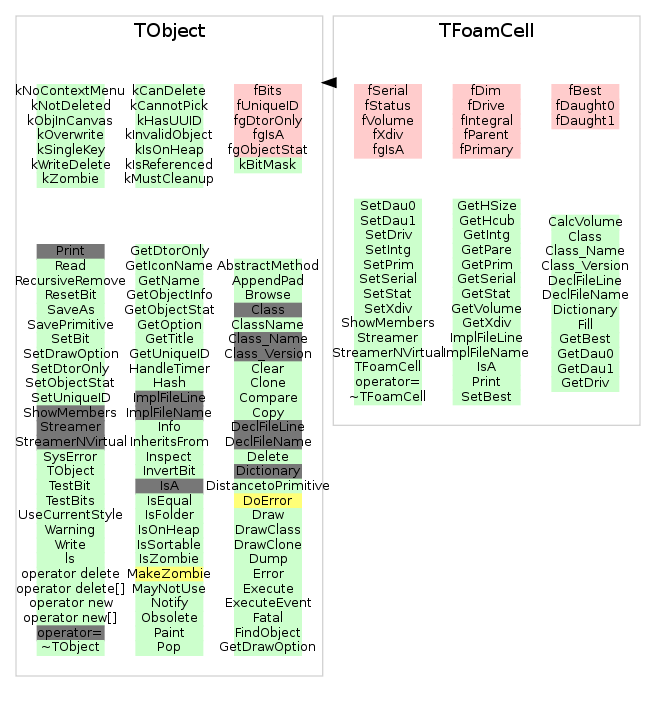 TObject
kNoContextMenu
kNotDeleted
kObjInCanvas
kOverwrite
kSingleKey
kWriteDelete
kZombie
kCanDelete
kCannotPick
kHasUUID
kInvalidObject
kIsOnHeap
kIsReferenced
kMustCleanup
fBits
fUniqueID
fgDtorOnly
fgIsA
fgObjectStat
kBitMask
Print
Read
RecursiveRemove
ResetBit
SaveAs
SavePrimitive
SetBit
SetDrawOption
SetDtorOnly
SetObjectStat
SetUniqueID
ShowMembers
Streamer
StreamerNVirtual
SysError
TObject
TestBit
TestBits
UseCurrentStyle
Warning
Write
ls
operator delete
operator delete[]
operator new
operator new[]
operator=
~TObject
GetDtorOnly
GetIconName
GetName
GetObjectInfo
GetObjectStat
GetOption
GetTitle
GetUniqueID
HandleTimer
Hash
ImplFileLine
ImplFileName
Info
InheritsFrom
Inspect
InvertBit
IsA
IsEqual
IsFolder
IsOnHeap
IsSortable
IsZombie
MakeZombie
MayNotUse
Notify
Obsolete
Paint
Pop
AbstractMethod
AppendPad
Browse
Class
ClassName
Class_Name
Class_Version
Clear
Clone
Compare
Copy
DeclFileLine
DeclFileName
Delete
Dictionary
DistancetoPrimitive
DoError
Draw
DrawClass
DrawClone
Dump
Error
Execute
ExecuteEvent
Fatal
FindObject
GetDrawOption
TFoamCell
fSerial
fStatus
fVolume
fXdiv
fgIsA
fDim
fDrive
fIntegral
fParent
fPrimary
fBest
fDaught0
fDaught1
SetDau0
SetDau1
SetDriv
SetIntg
SetPrim
SetSerial
SetStat
SetXdiv
ShowMembers
Streamer
StreamerNVirtual
TFoamCell
operator=
~TFoamCell
GetHSize
GetHcub
GetIntg
GetPare
GetPrim
GetSerial
GetStat
GetVolume
GetXdiv
ImplFileLine
ImplFileName
IsA
Print
SetBest
CalcVolume
Class
Class_Name
Class_Version
DeclFileLine
DeclFileName
Dictionary
Fill
GetBest
GetDau0
GetDau1
GetDriv